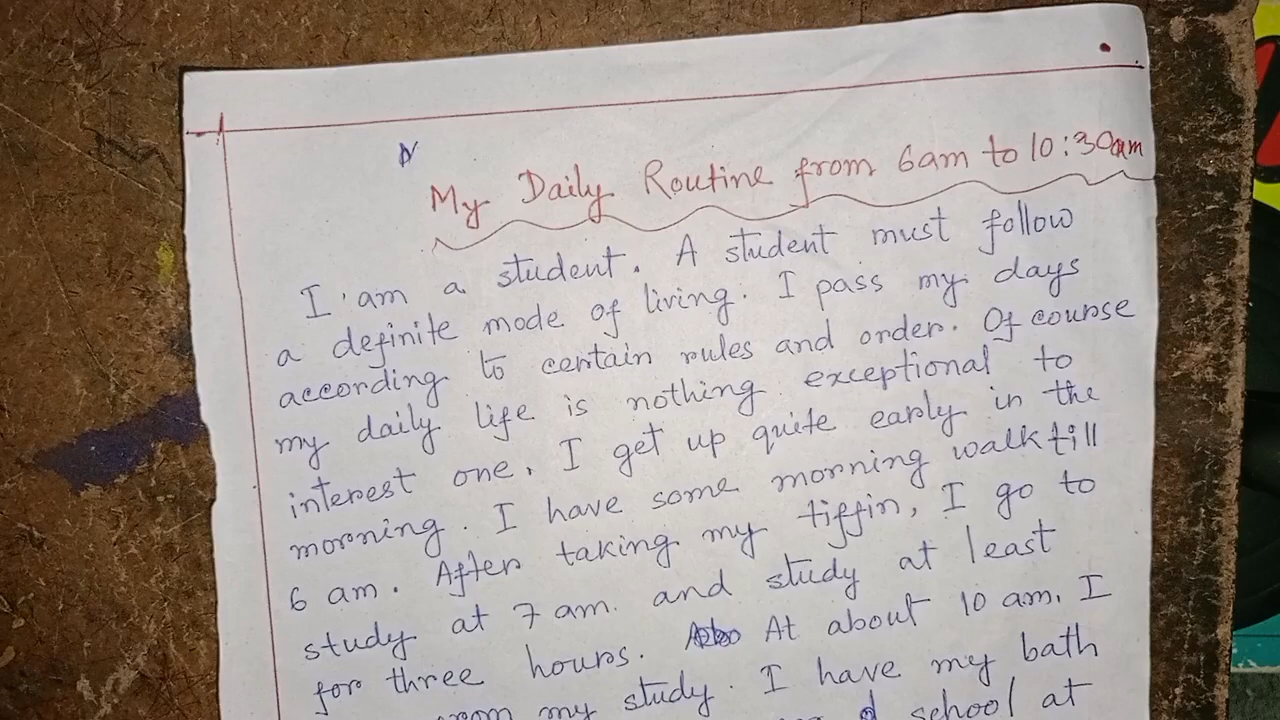 My Daily Routine from 6am to 10:30am
I am a student. A student must follow
a definite mode of living. I pass my days
according to certain rules and order. Of course
my daily life is nothing exceptional to
interest one. I get up quite early in the
morning. I have some morning walk till
6 am. After taking my tiffin, I go to
study at 7 am. and study at least
for three hours. At about 10 am. I
from my study. I have my bath
school at